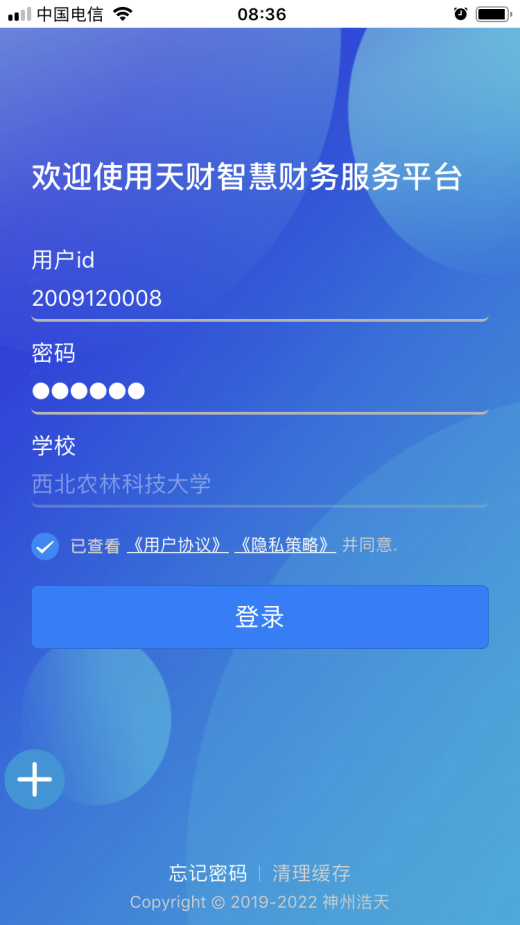 中国电信 08:36
欢迎使用天财智慧财务服务平台
用户id
2009120008
密码
●●●●●●
学校
西北农林科技大学
已查看 《用户协议》 《隐私策略》 并同意.
登录
忘记密码 | 清理缓存
Copyright © 2019-2022 神州浩天